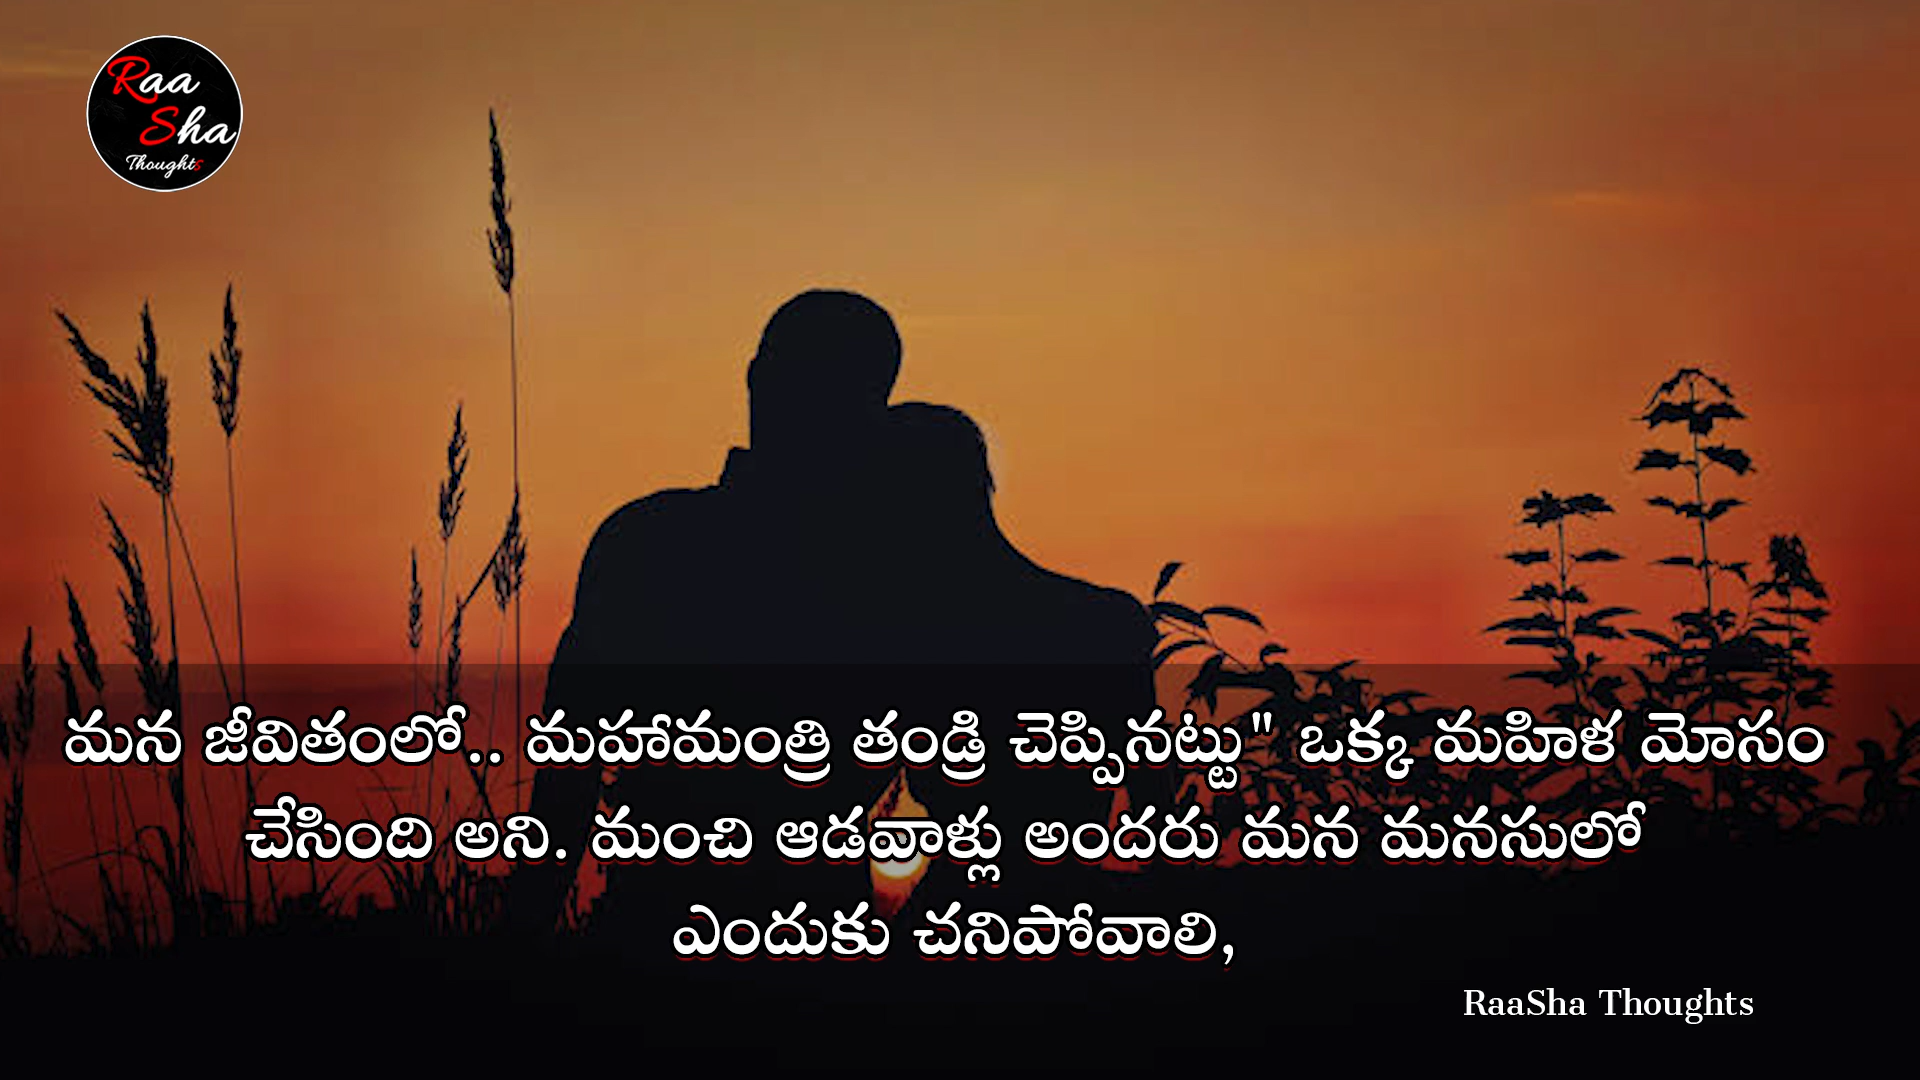 Raa
Sha
Thoughts
మన జీవితంలో.. మహామంత్రి తండ్రి చెప్పినట్టు" ఒక్క మహిళ మోసం
చేసింది అని. మంచి ఆడవాళ్లు అందరు మన మనసులో
ఎందుకు చనిపోవాలి,
RaaSha Thoughts